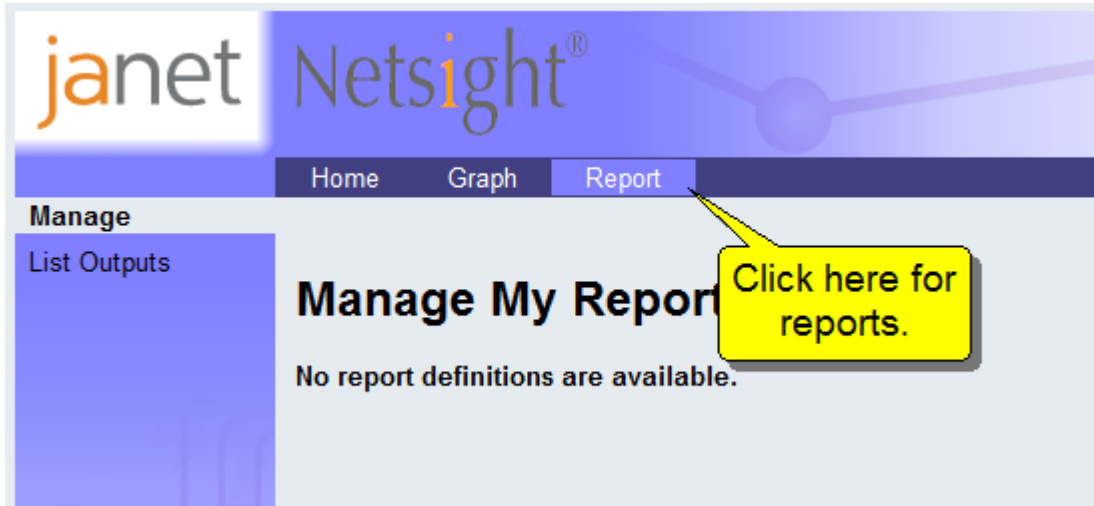 janet
Netsight®
Home Graph Report
Manage
List Outputs
Manage My Report
Click here for
reports.
No report definitions are available.